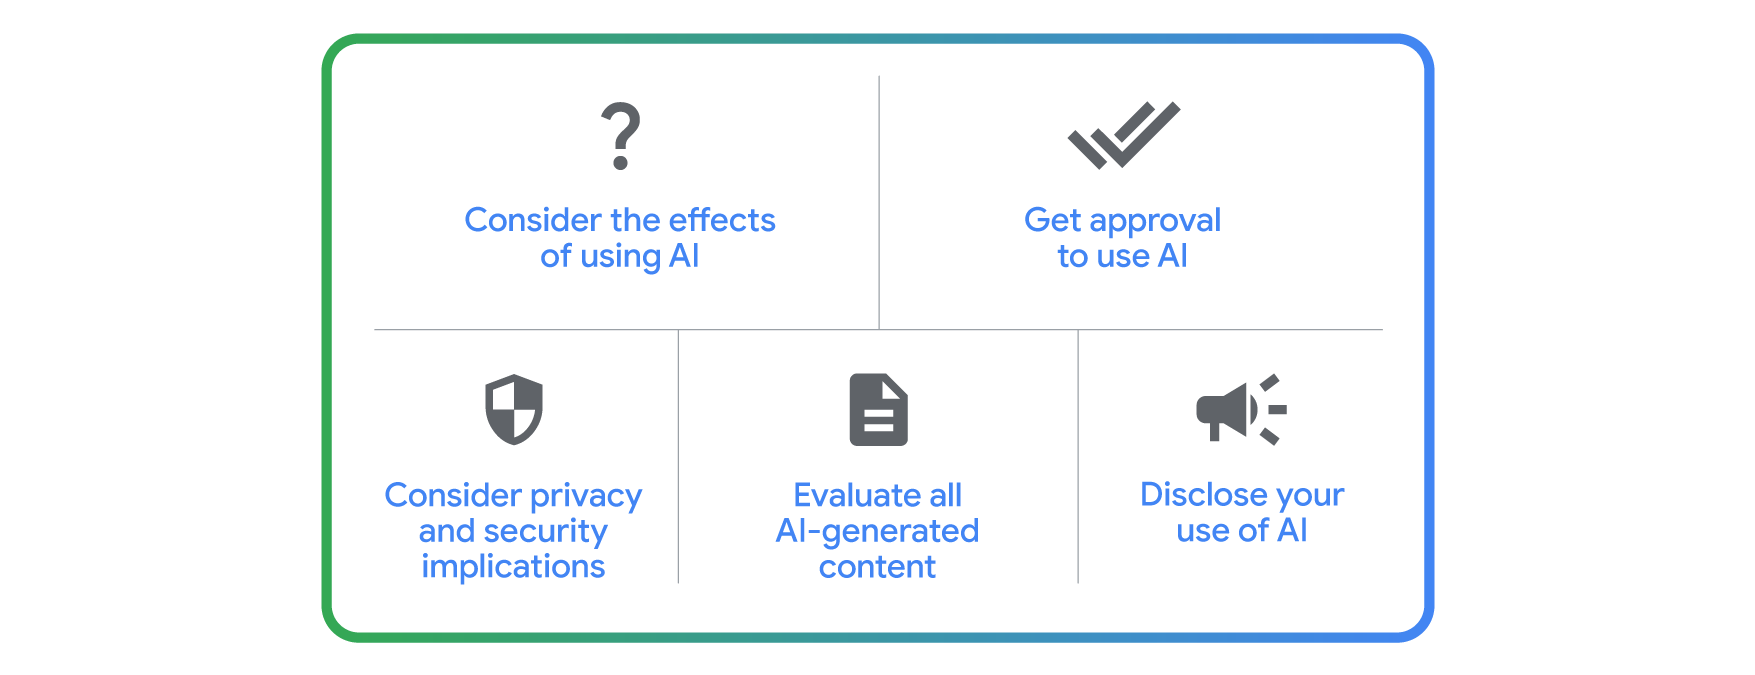 Consider the effects
of using AI
Get approval
to use AI
Consider privacy
and security
implications
Evaluate all
AI-generated
content
Disclose your
use of AI